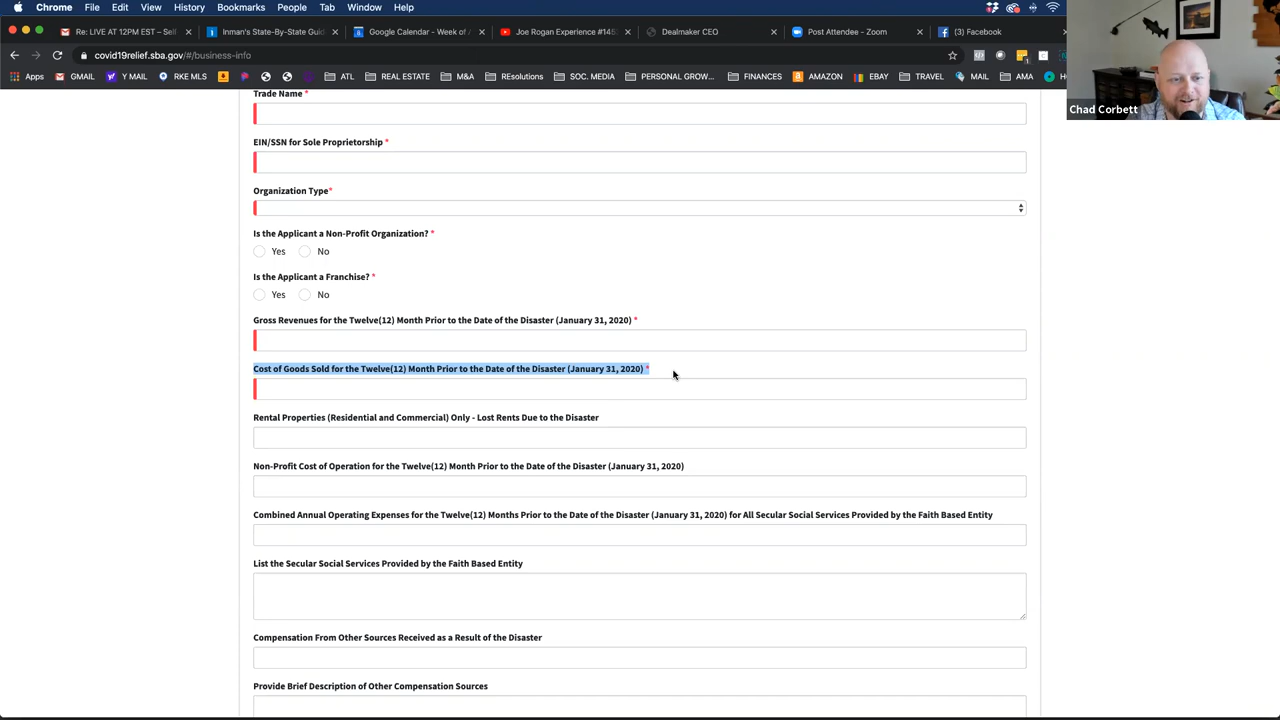 Chrome File Edit View History Bookmarks People Tab Window Help
Re: LIVE AT 12PM EST – Sel
Inman's State-By-State Guid
Google Calendar - Week of
Joe Rogan Experience #145
Dealmaker CEO
Post Attendee - Zoom
(3) Facebook
covid19relief.sba.gov/#/business-info
Apps GMAIL Y MAIL RKE MLS ATL REAL ESTATE M&A REsolutions SOC. MEDIA PERSONAL GROW... FINANCES AMAZON EBAY TRAVEL MAIL AMA
Chad Corbett
Trade Name *
EIN/SSN for Sole Proprietorship *
Organization Type*
Is the Applicant a Non-Profit Organization? *
Yes No
Is the Applicant a Franchise? *
Yes No
Gross Revenues for the Twelve(12) Month Prior to the Date of the Disaster (January 31, 2020) *
Cost of Goods Sold for the Twelve(12) Month Prior to the Date of the Disaster (January 31, 2020) *
Rental Properties (Residential and Commercial) Only - Lost Rents Due to the Disaster
Non-Profit Cost of Operation for the Twelve(12) Month Prior to the Date of the Disaster (January 31, 2020)
Combined Annual Operating Expenses for the Twelve(12) Months Prior to the Date of the Disaster (January 31, 2020) for All Secular Social Services Provided by the Faith Based Entity
List the Secular Social Services Provided by the Faith Based Entity
Compensation From Other Sources Received as a Result of the Disaster
Provide Brief Description of Other Compensation Sources